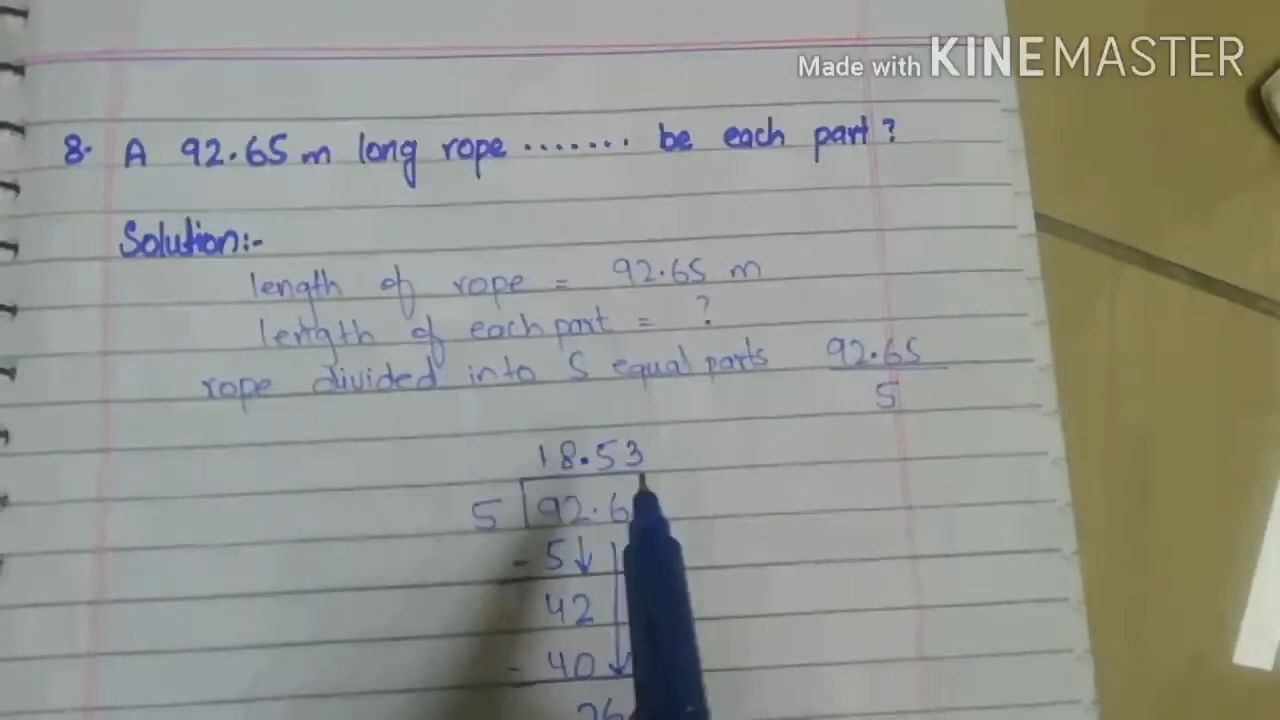 Made with KINEMASTER
8. A 92.65 m long rope ....... be each part?
Solution:-
length of rope = 92.65 m
length of each part = ?
rope divided into 5 equal parts 92.65
5
18.53
5 92.6
- 5
42
- 40
26